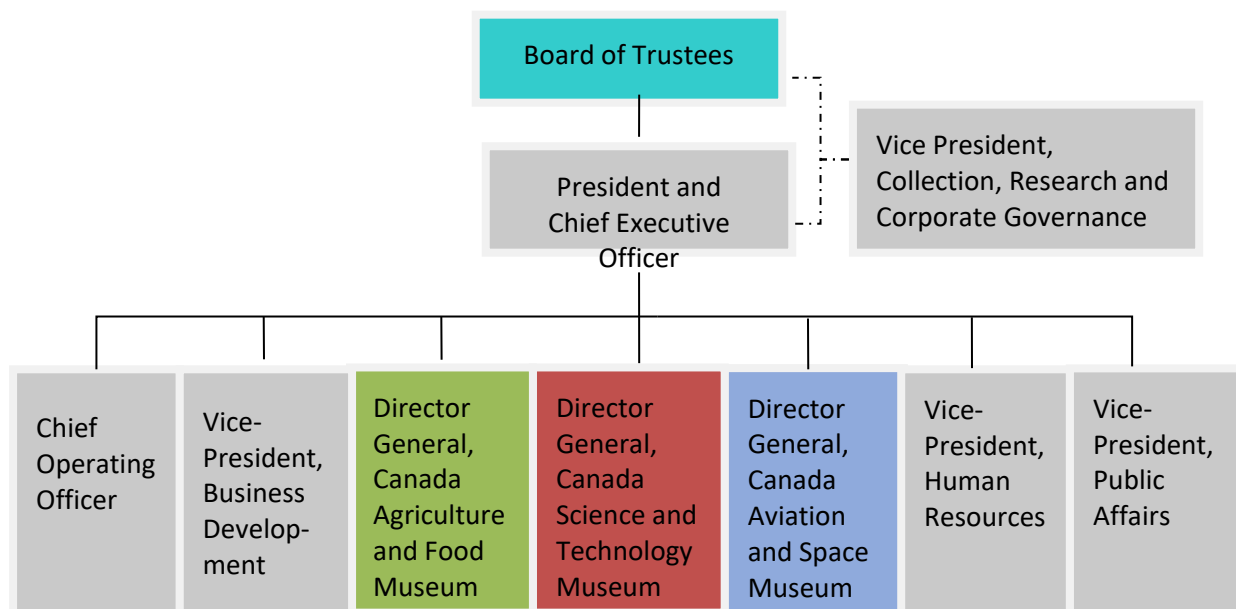 Board of Trustees
President and
Chief Executive
Officer
Vice President,
Collection, Research and
Corporate Governance
Chief
Operating
Officer
Vice-
President,
Business
Develop-
ment
Director
General,
Canada
Agriculture
and Food
Museum
Director
General,
Canada
Science and
Technology
Museum
Director
General,
Canada
Aviation
and Space
Museum
Vice-
President,
Human
Resources
Vice-
President,
Public
Affairs